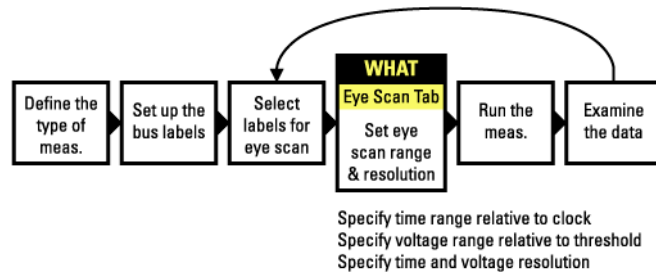 Define the
type of
meas.
Set up the
bus labels
Select
labels for
eye scan
WHAT
Eye Scan Tab
Set eye
scan range
& resolution
Run the
meas.
Examine
the data
Specify time range relative to clock
Specify voltage range relative to threshold
Specify time and voltage resolution